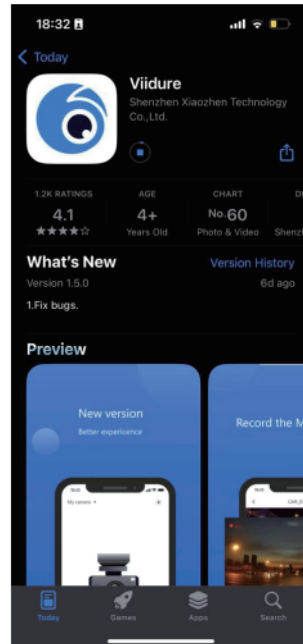 18:32
Today
Viidure
Shenzhen Xiaozhen Technology
Co.,Ltd.
1.2K RATINGS
AGE
CHART
4.1
4+
No.60
Years Old
Photo & Video
Shenz
What's New
Version History
Version 1.5.0
6d ago
1.Fix bugs.
Preview
New version
Better expericence
Record the M
My camera
Today
Games
Apps
Search